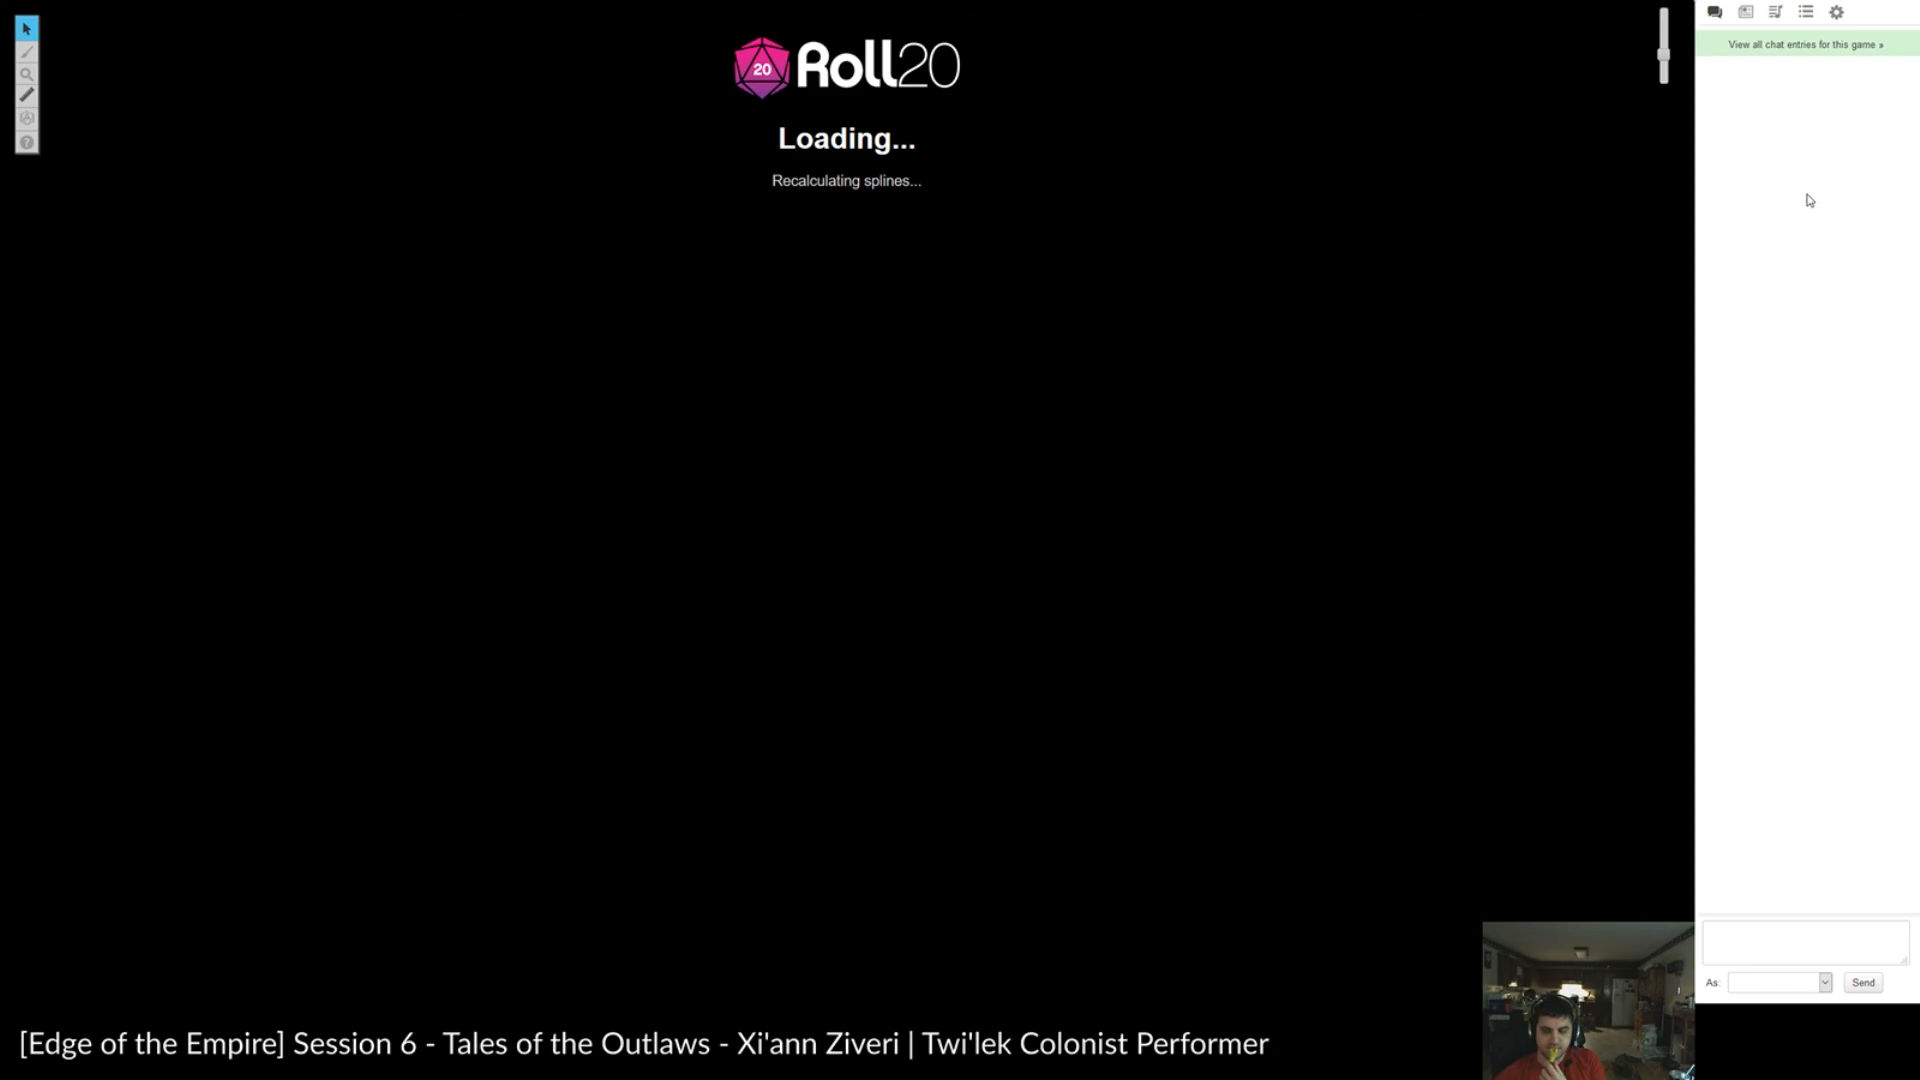 20 Roll20
Loading...
Recalculating splines...
View all chat entries for this game »
As:
Send
[Edge of the Empire] Session 6 - Tales of the Outlaws - Xi'ann Ziveri | Twi'lek Colonist Performer